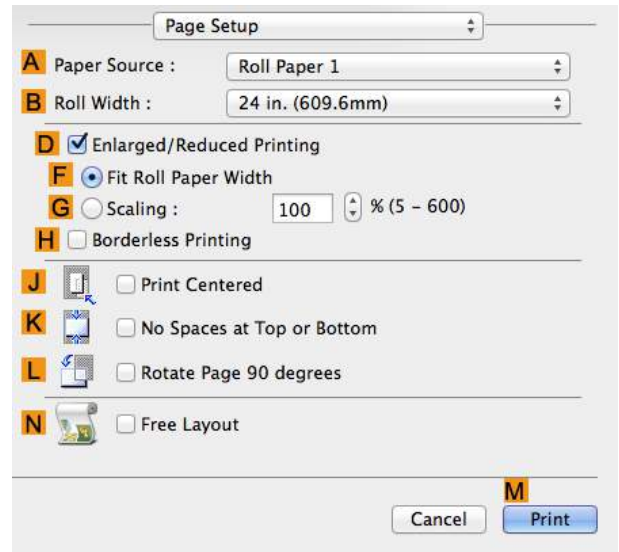 Page Setup
A Paper Source : Roll Paper 1
B Roll Width : 24 in. (609.6mm)
D Enlarged/Reduced Printing
F Fit Roll Paper Width
G Scaling : 100 % (5 – 600)
H Borderless Printing
J Print Centered
K No Spaces at Top or Bottom
L Rotate Page 90 degrees
N Free Layout
M
Cancel Print